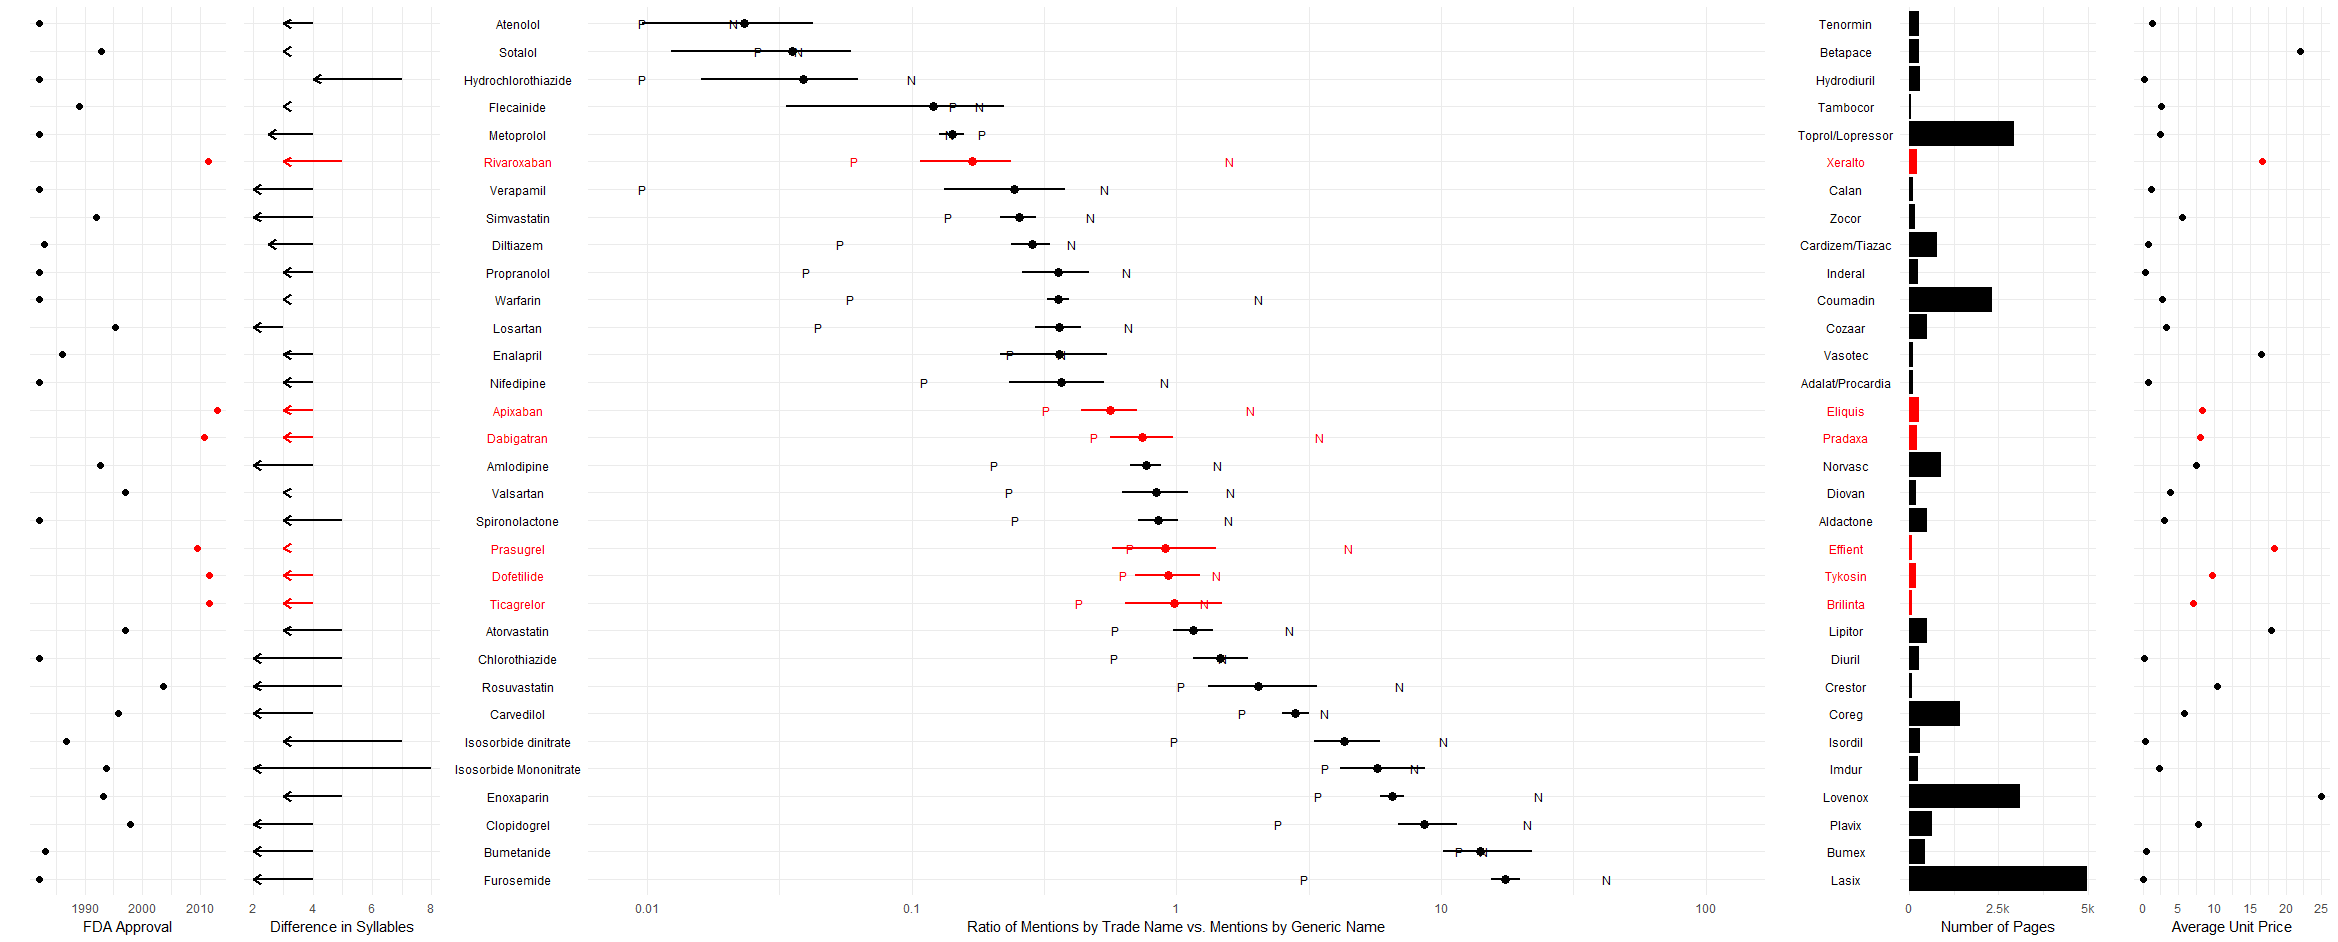 Atenolol P N Tenormin
Sotalol P N Betapace
Hydrochlorothiazide P N Hydrodiuril
Flecainide P N Tambocor
Metoprolol N P Toprol/Lopressor
Rivaroxaban P N Xeralto
Verapamil P N Calan
Simvastatin P N Zocor
Diltiazem P N Cardizem/Tiazac
Propranolol P N Inderal
Warfarin P N Coumadin
Losartan P N Cozaar
Enalapril P N Vasotec
Nifedipine P N Adalat/Procardia
Apixaban P N Eliquis
Dabigatran P N Pradaxa
Amlodipine P N Norvasc
Valsartan P N Diovan
Spironolactone P N Aldactone
Prasugrel P N Effient
Dofetilide P N Tykosin
Ticagrelor P N Brilinta
Atorvastatin P N Lipitor
Chlorothiazide P N Diuril
Rosuvastatin P N Crestor
Carvedilol P N Coreg
Isosorbide dinitrate P N Isordil
Isosorbide Mononitrate P N Imdur
Enoxaparin P N Lovenox
Clopidogrel P N Plavix
Bumetanide P N Bumex
Furosemide P N Lasix
1990 2000 2010 2 4 6 8 0.01 0.1 1 10 100 0 2.5k 5k 0 5 10 15 20 25
FDA Approval Difference in Syllables Ratio of Mentions by Trade Name vs. Mentions by Generic Name Number of Pages Average Unit Price